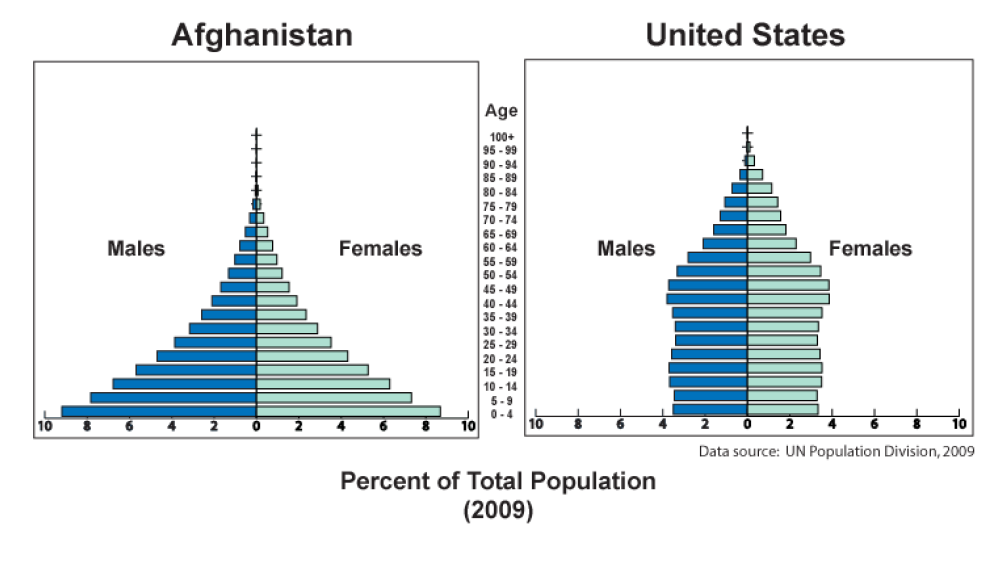 Afghanistan
United States
Age
100+
95 - 99
90 - 94
85 - 89
80 - 84
75 - 79
70 - 74
65 - 69
60 - 64
55 - 59
50 - 54
45 - 49
40 - 44
35 - 39
30 - 34
25 - 29
20 - 24
15 - 19
10 - 14
5 - 9
0 - 4
Males
Females
Males
Females
10 8 6 4 2 0 2 4 6 8 10
10 8 6 4 2 0 2 4 6 8 10
Data source: UN Population Division, 2009
Percent of Total Population
(2009)